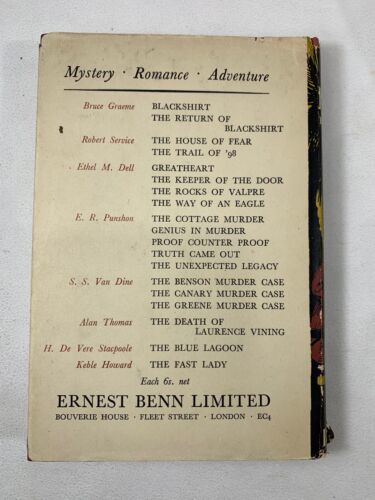 Mystery · Romance · Adventure
Bruce Graeme BLACKSHIRT
THE RETURN OF
BLACKSHIRT
Robert Service THE HOUSE OF FEAR
THE TRAIL OF '98
Ethel M. Dell GREATHEART
THE KEEPER OF THE DOOR
THE ROCKS OF VALPRE
THE WAY OF AN EAGLE
E. R. Punshon THE COTTAGE MURDER
GENIUS IN MURDER
PROOF COUNTER PROOF
TRUTH CAME OUT
THE UNEXPECTED LEGACY
S. S. Van Dine THE BENSON MURDER CASE
THE CANARY MURDER CASE
THE GREENE MURDER CASE
Alan Thomas THE DEATH OF
LAURENCE VINING
H. De Vere Stacpoole THE BLUE LAGOON
Keble Howard THE FAST LADY
Each 6s. net
ERNEST BENN LIMITED
BOUVERIE HOUSE · FLEET STREET · LONDON · EC4